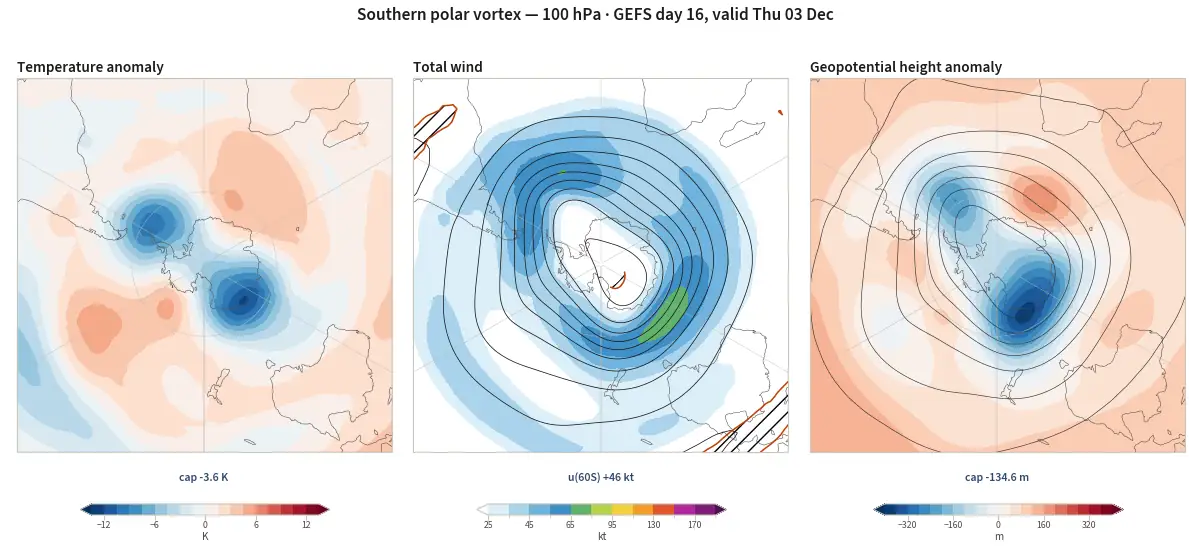 Southern polar vortex — 100 hPa · GEFS day 16, valid Thu 03 Dec
Temperature anomaly
Total wind
Geopotential height anomaly
cap -3.6 K
u(60S) +46 kt
cap -134.6 m
−12 −6 0 6 12
K
25 45 65 95 130 170
kt
−320 −160 0 160 320
m